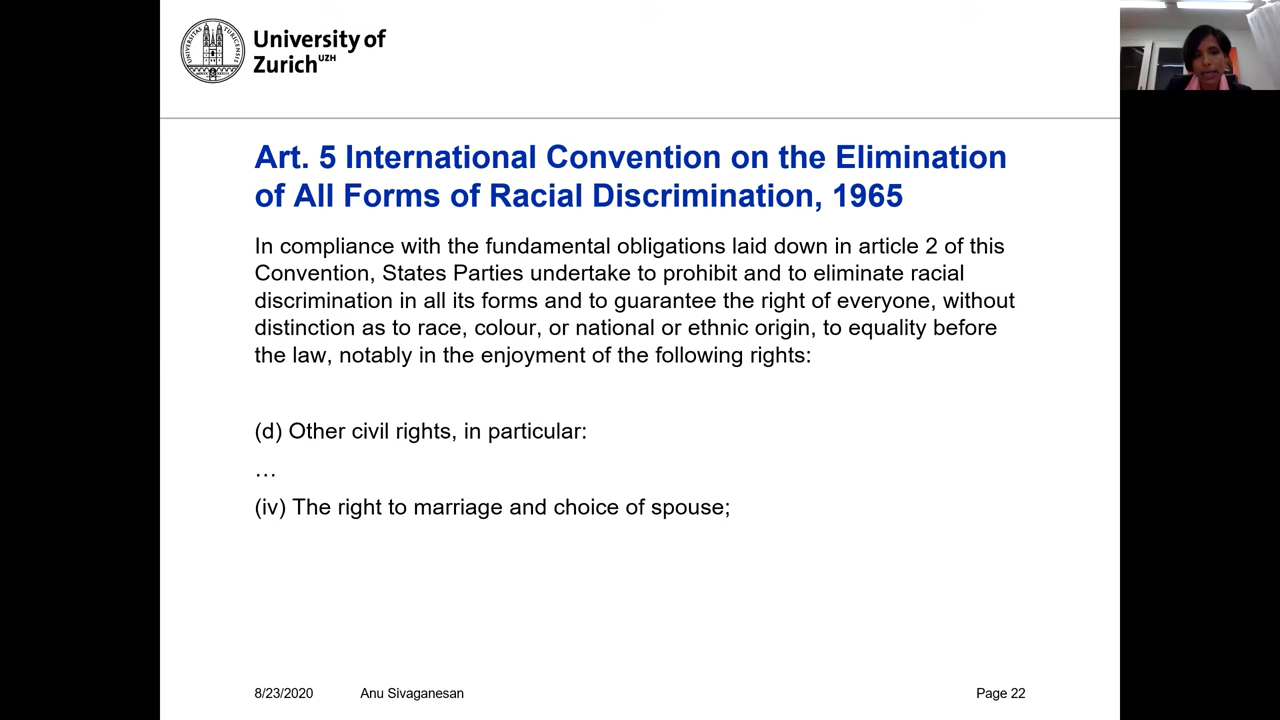 University of
Zurich UZH
Art. 5 International Convention on the Elimination
of All Forms of Racial Discrimination, 1965
In compliance with the fundamental obligations laid down in article 2 of this
Convention, States Parties undertake to prohibit and to eliminate racial
discrimination in all its forms and to guarantee the right of everyone, without
distinction as to race, colour, or national or ethnic origin, to equality before
the law, notably in the enjoyment of the following rights:
(d) Other civil rights, in particular:
…
(iv) The right to marriage and choice of spouse;
8/23/2020 Anu Sivaganesan Page 22